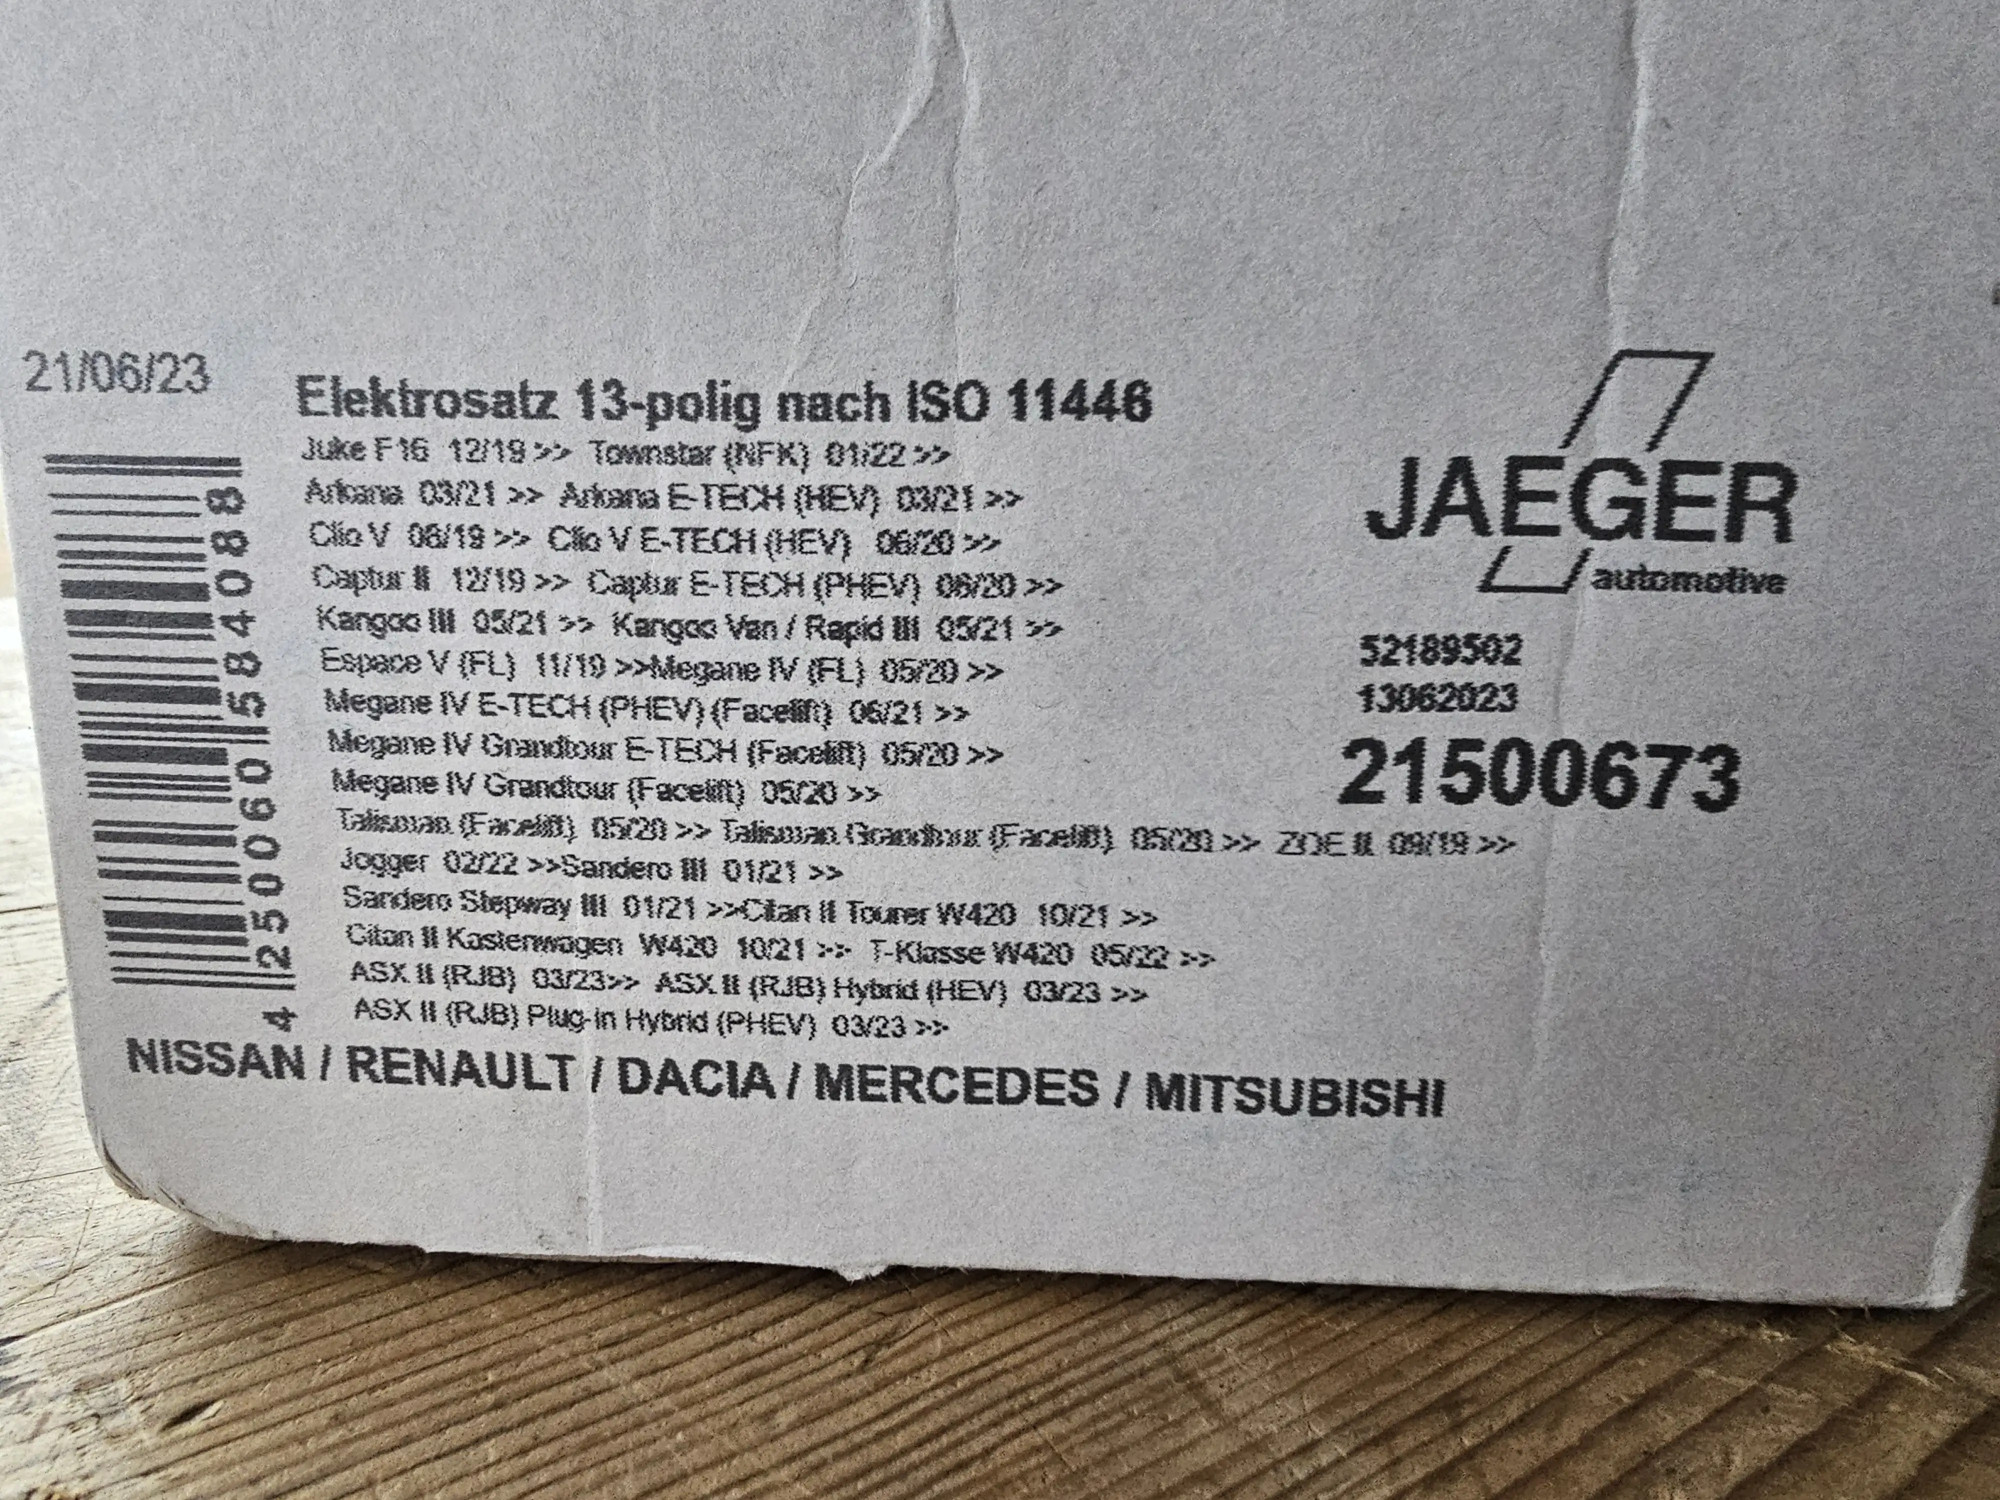 21/06/23
Elektrosatz 13-polig nach ISO 11446
Juke F16 12/19 >> Townstar (NFK) 01/22 >>
Arkana 03/21 >> Arkana E-TECH (HEV) 03/21 >>
Clio V 08/19 >> Clio V E-TECH (HEV) 06/20 >>
Captur II 12/19 >> Captur E-TECH (PHEV) 06/20 >>
Kangoo III 05/21 >> Kangoo Van / Rapid III 05/21 >>
Espace V (FL) 11/19 >>Megane IV (FL) 05/20 >>
Megane IV E-TECH (PHEV) (Facelift) 06/21 >>
Megane IV Grandtour E-TECH (Facelift) 05/20 >>
Megane IV Grandtour (Facelift) 05/20 >>
Talisman (Facelift) 05/20 >> Talisman Grandtour (Facelift) 05/20 >> ZOE II 09/19 >>
Jogger 02/22 >>Sandero III 01/21 >>
Sandero Stepway III 01/21 >>Citan II Tourer W420 10/21 >>
Citan II Kastenwagen W420 10/21 >> T-Klasse W420 05/22 >>
ASX II (RJB) 03/23>> ASX II (RJB) Hybrid (HEV) 03/23 >>
ASX II (RJB) Plug-in Hybrid (PHEV) 03/23 >>
NISSAN / RENAULT / DACIA / MERCEDES / MITSUBISHI
4 250060 584088
JAEGER
automotive
52189502
13062023
21500673